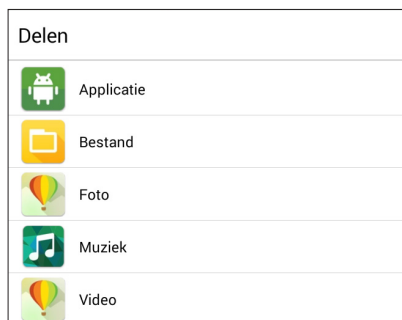 Delen
Applicatie
Bestand
Foto
Muziek
Video